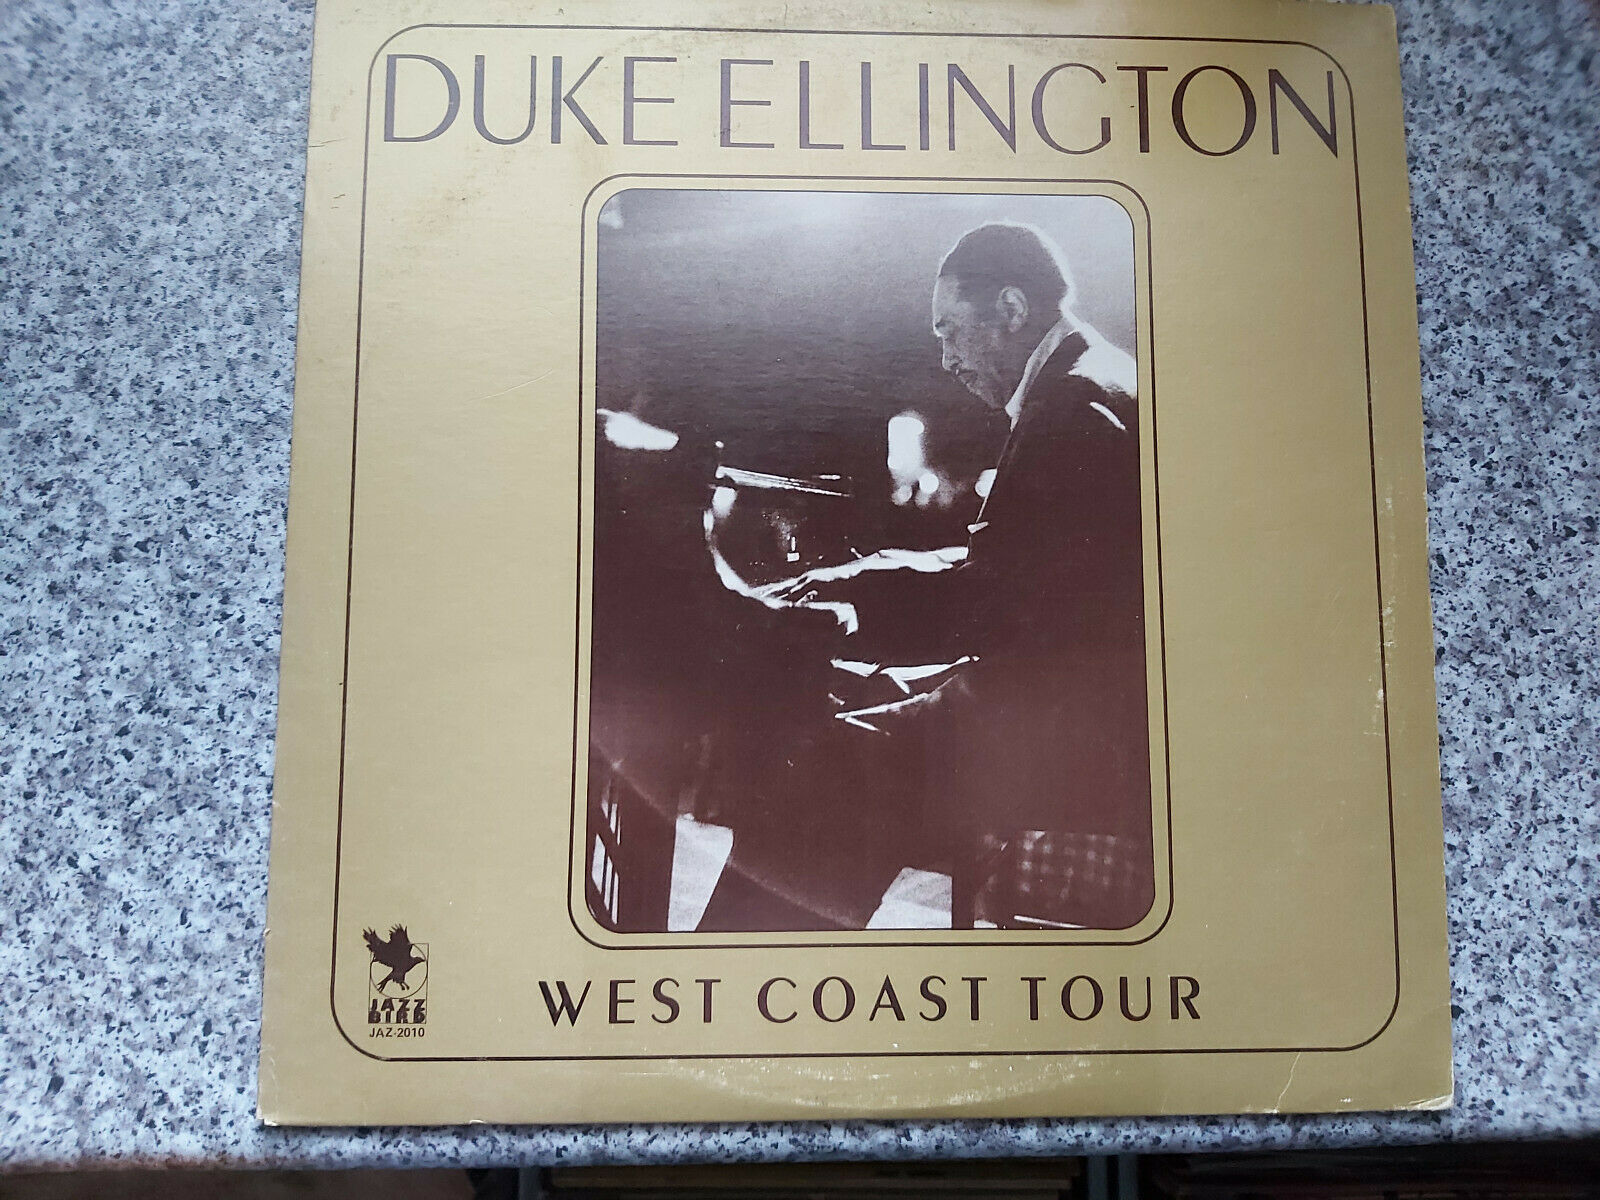 DUKE ELLINGTON
WEST COAST TOUR
JAZZ
BIRD
JAZ-2010